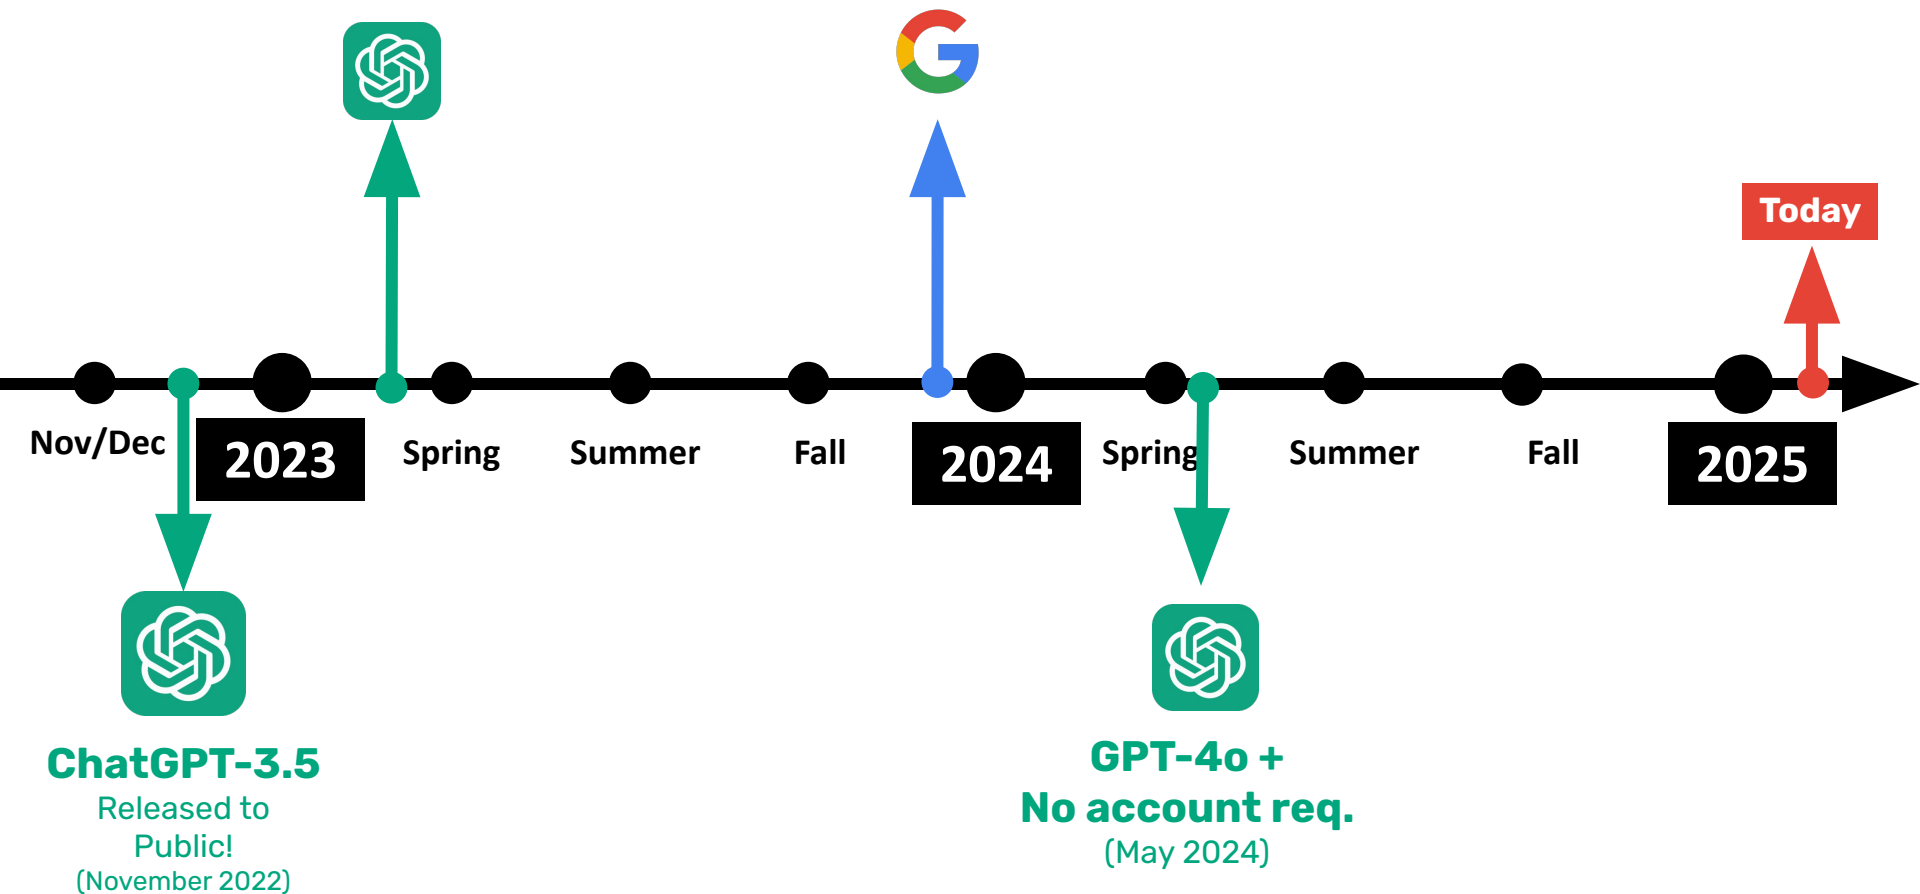 Today
Nov/Dec
2023
Spring
Summer
Fall
2024
Spring
Summer
Fall
2025
ChatGPT-3.5
Released to
Public!
(November 2022)
GPT-4o +
No account req.
(May 2024)